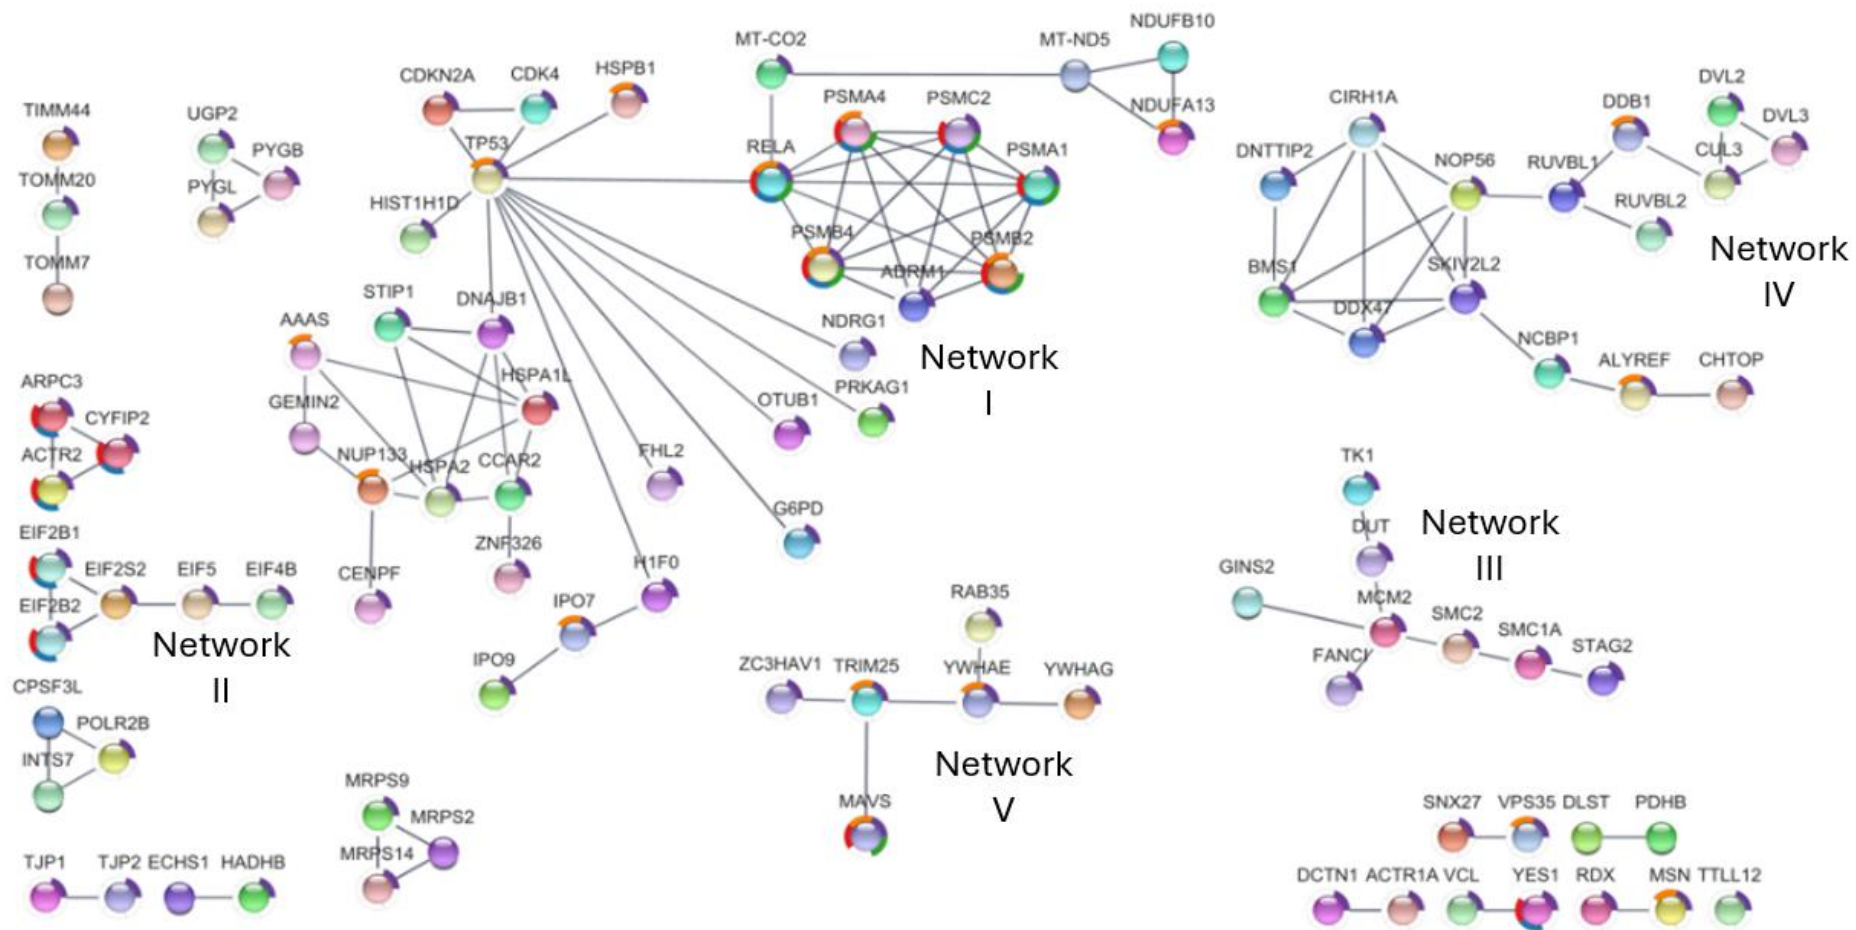 NDUFB10
MT-CO2
MT-ND5
CDKN2A
CDK4
HSPB1
TIMM44
UGP2
PSMA4
PSMC2
NDUFA13
CIRH1A
DDB1
DVL2
DVL3
TP53
RELA
PSMA1
DNTTIP2
NOP56
RUVBL1
CUL3
TOMM20
PYGL
PYGB
HIST1H1D
RUVBL2
PSMB4
PSMB2
ADRM1
Network
IV
TOMM7
BMS1
SKIV2L2
DDX47
STIP1
DNAJB1
AAAS
NDRG1
Network
I
NCBP1
ALYREF
CHTOP
ARPC3
CYFIP2
HSPA1L
PRKAG1
GEMIN2
OTUB1
ACTR2
NUP133
HSPA2
CCAR2
FHL2
TK1
G6PD
DUT
Network
III
EIF2B1
EIF2S2
EIF5
EIF4B
CENPF
ZNF326
H1F0
GINS2
EIF2B2
IPO7
RAB35
MCM2
SMC2
SMC1A
STAG2
Network
II
IPO9
ZC3HAV1
TRIM25
YWHAE
YWHAG
FANCI
CPSF3L
POLR2B
INTS7
Network
V
MRPS9
MRPS2
MAVS
SNX27
VPS35
DLST
PDHB
MRPS14
TJP1
TJP2
ECHS1
HADHB
DCTN1
ACTR1A
VCL
YES1
RDX
MSN
TTLL12